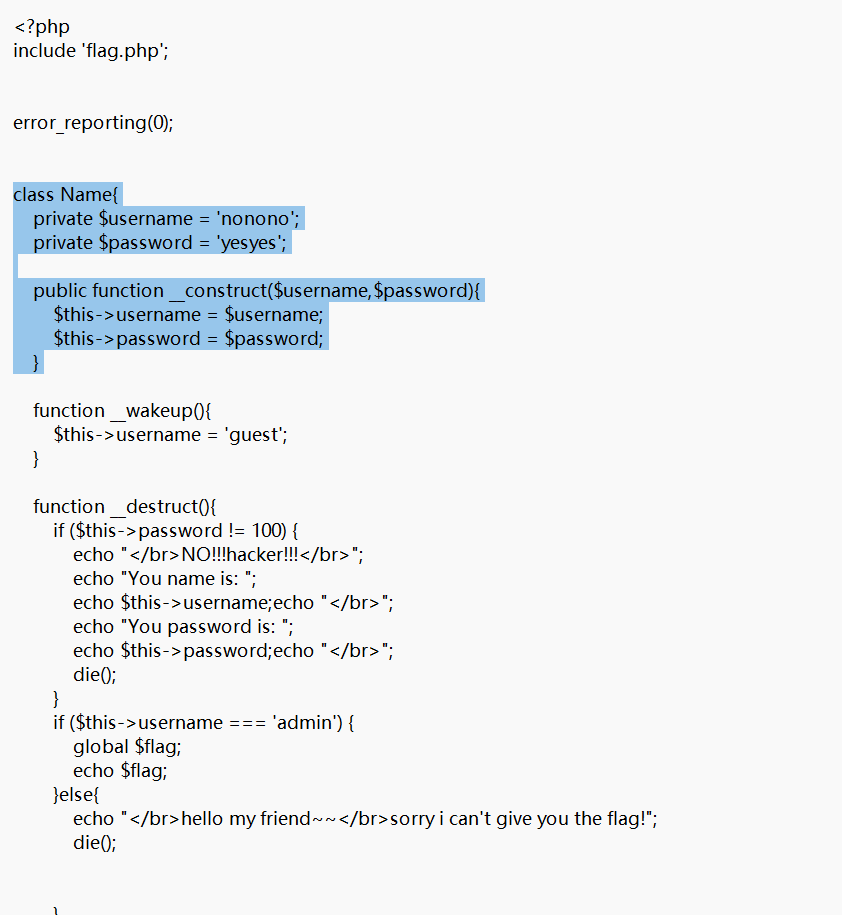 <?php
include 'flag.php';
error_reporting(0);
class Name{
private $username = 'nonono';
private $password = 'yesyes';
public function __construct($username,$password){
$this->username = $username;
$this->password = $password;
}
function __wakeup(){
$this->username = 'guest';
}
function __destruct(){
if ($this->password != 100) {
echo "</br>NO!!!hacker!!!</br>";
echo "You name is: ";
echo $this->username;echo "</br>";
echo "You password is: ";
echo $this->password;echo "</br>";
die();
}
if ($this->username === 'admin') {
global $flag;
echo $flag;
}else{
echo "</br>hello my friend~~</br>sorry i can't give you the flag!";
die();
}